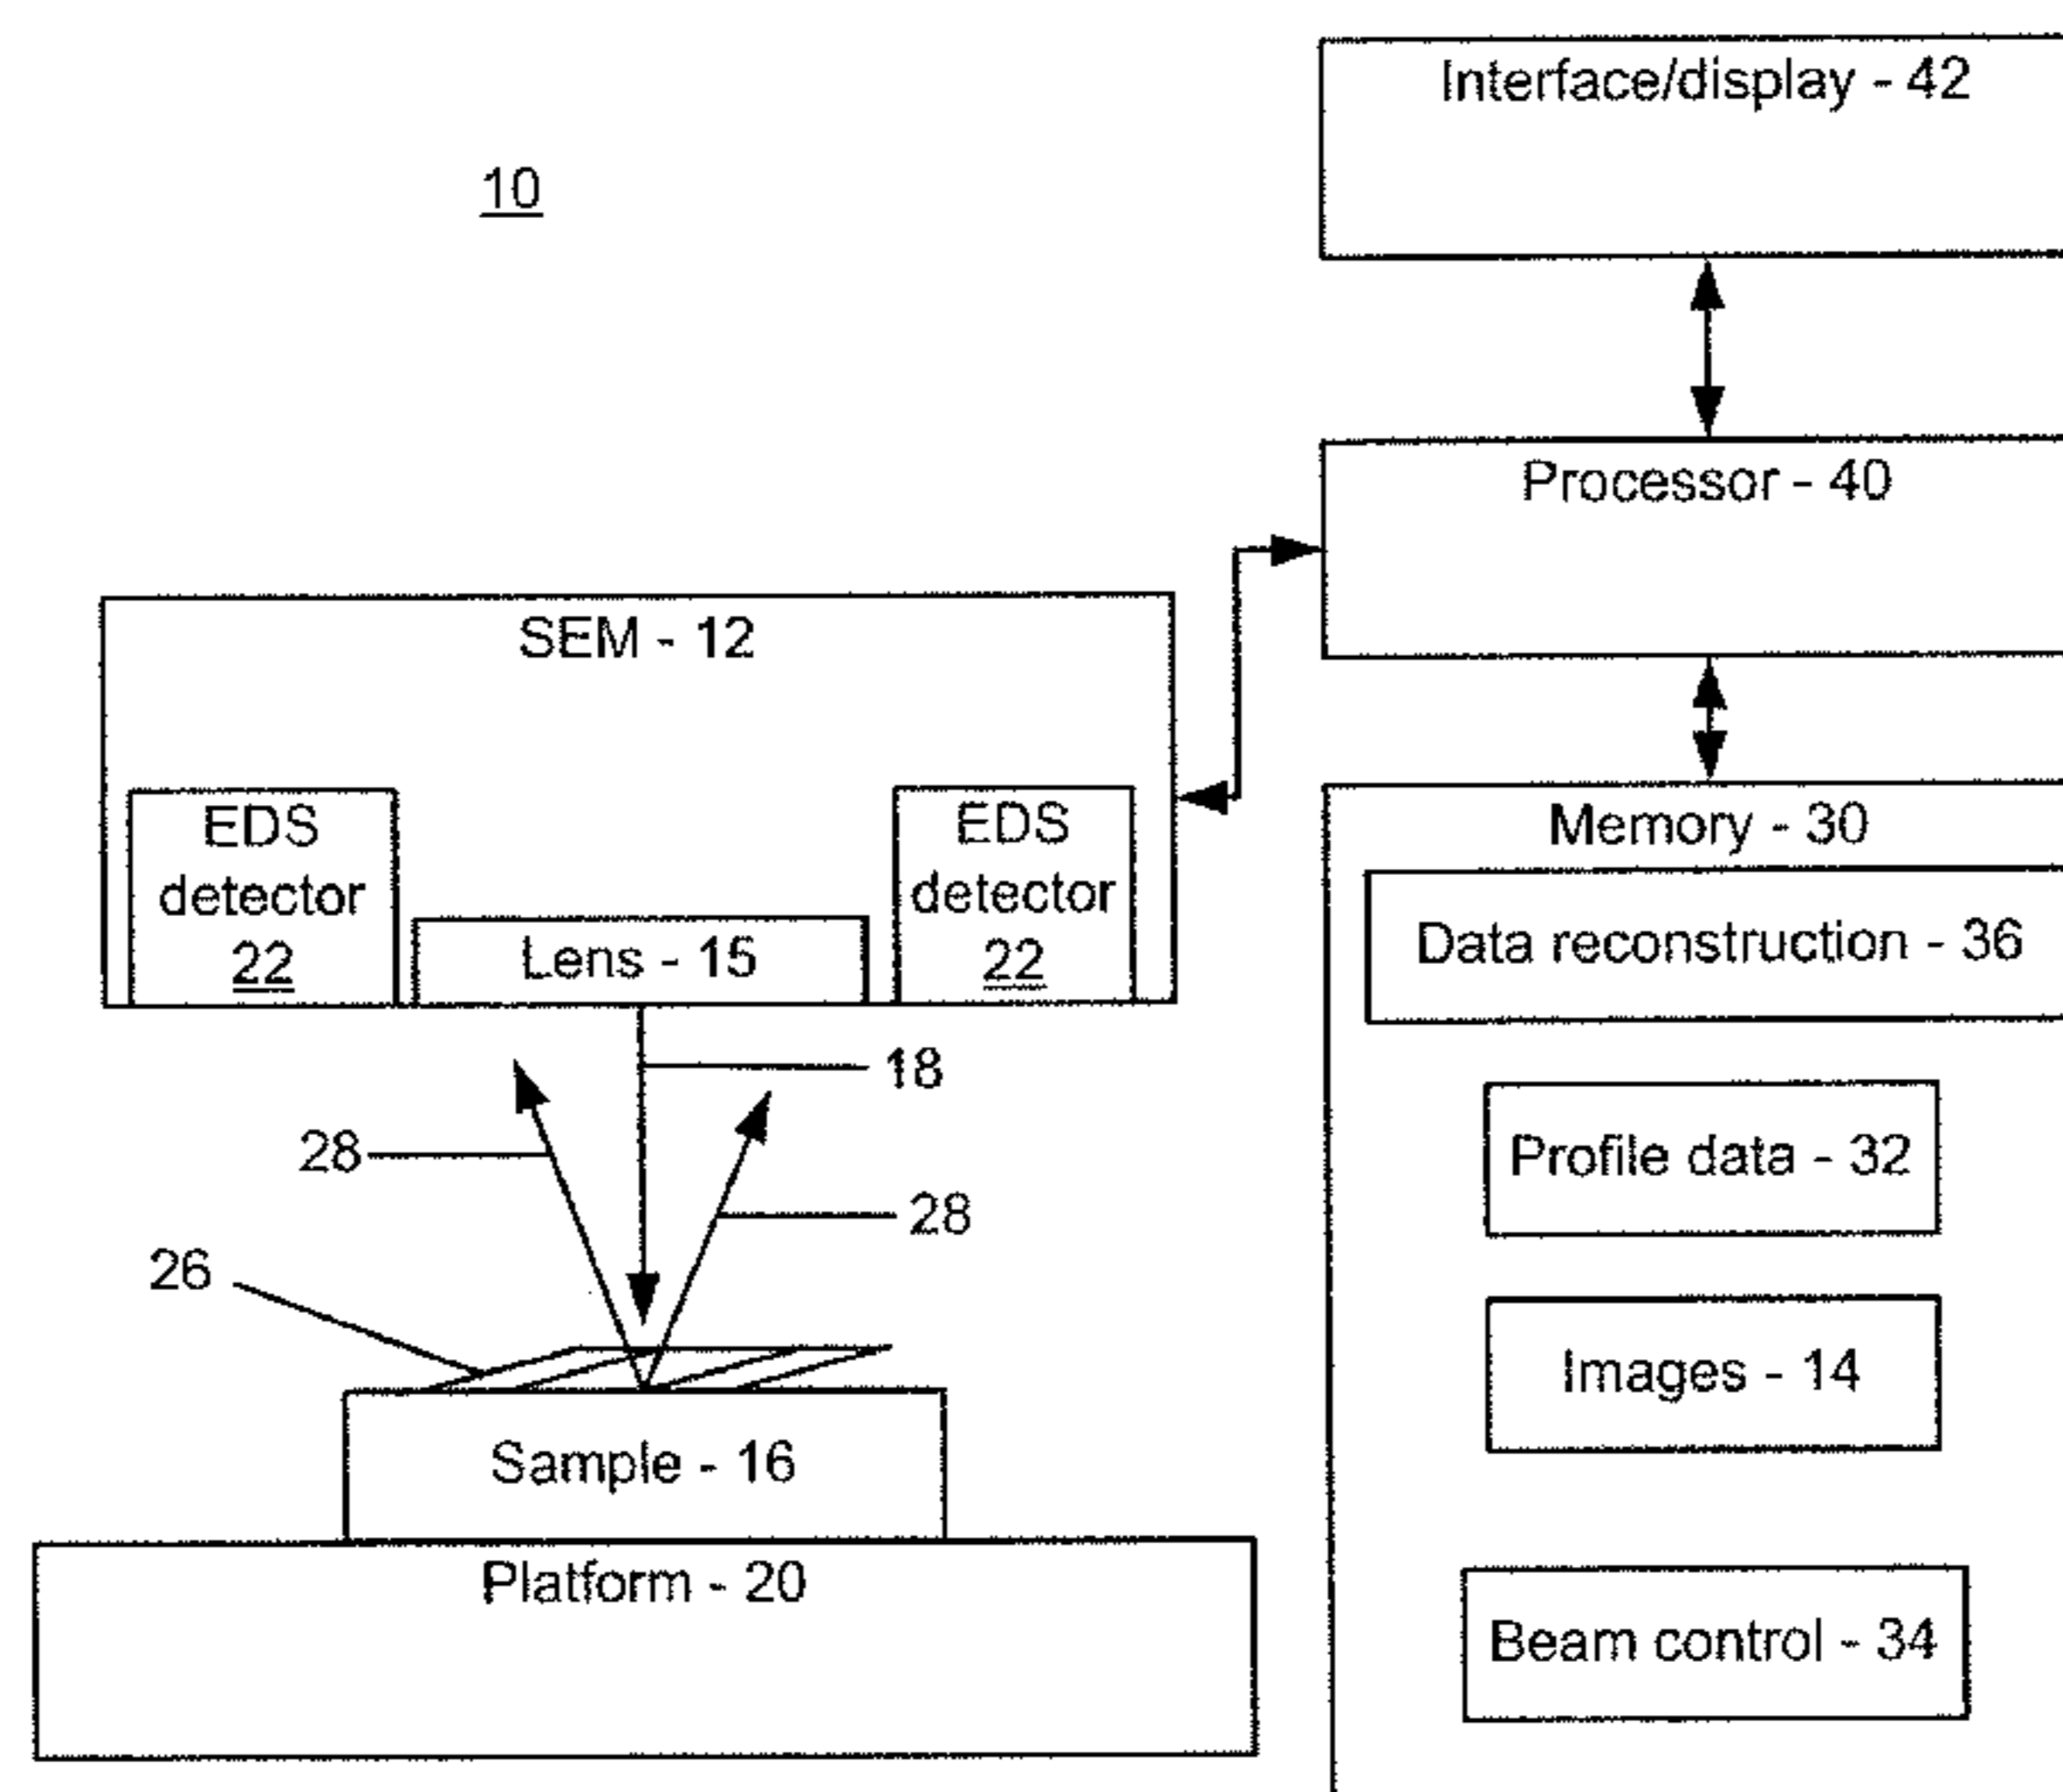 10
Interface/display - 42
Processor - 40
SEM - 12
EDS
detector
22
Lens - 15
EDS
detector
22
18
28
28
26
Sample - 16
Platform - 20
Memory - 30
Data reconstruction - 36
Profile data - 32
Images - 14
Beam control - 34